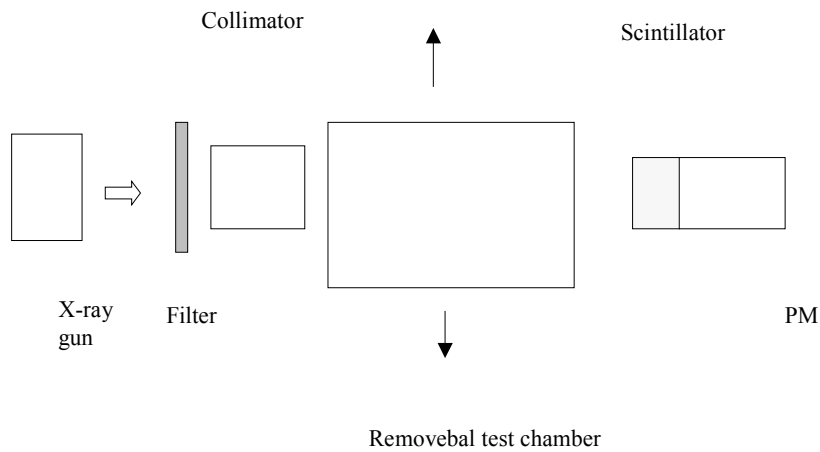 Collimator
Scintillator
X-ray
gun
Filter
PM
Removebal test chamber